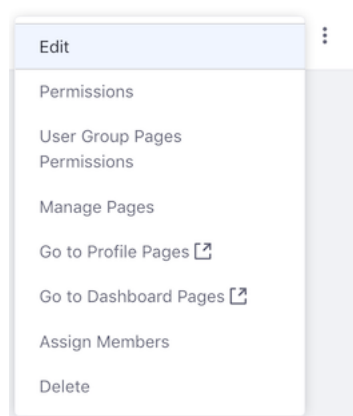 Edit
Permissions
User Group Pages
Permissions
Manage Pages
Go to Profile Pages
Go to Dashboard Pages
Assign Members
Delete